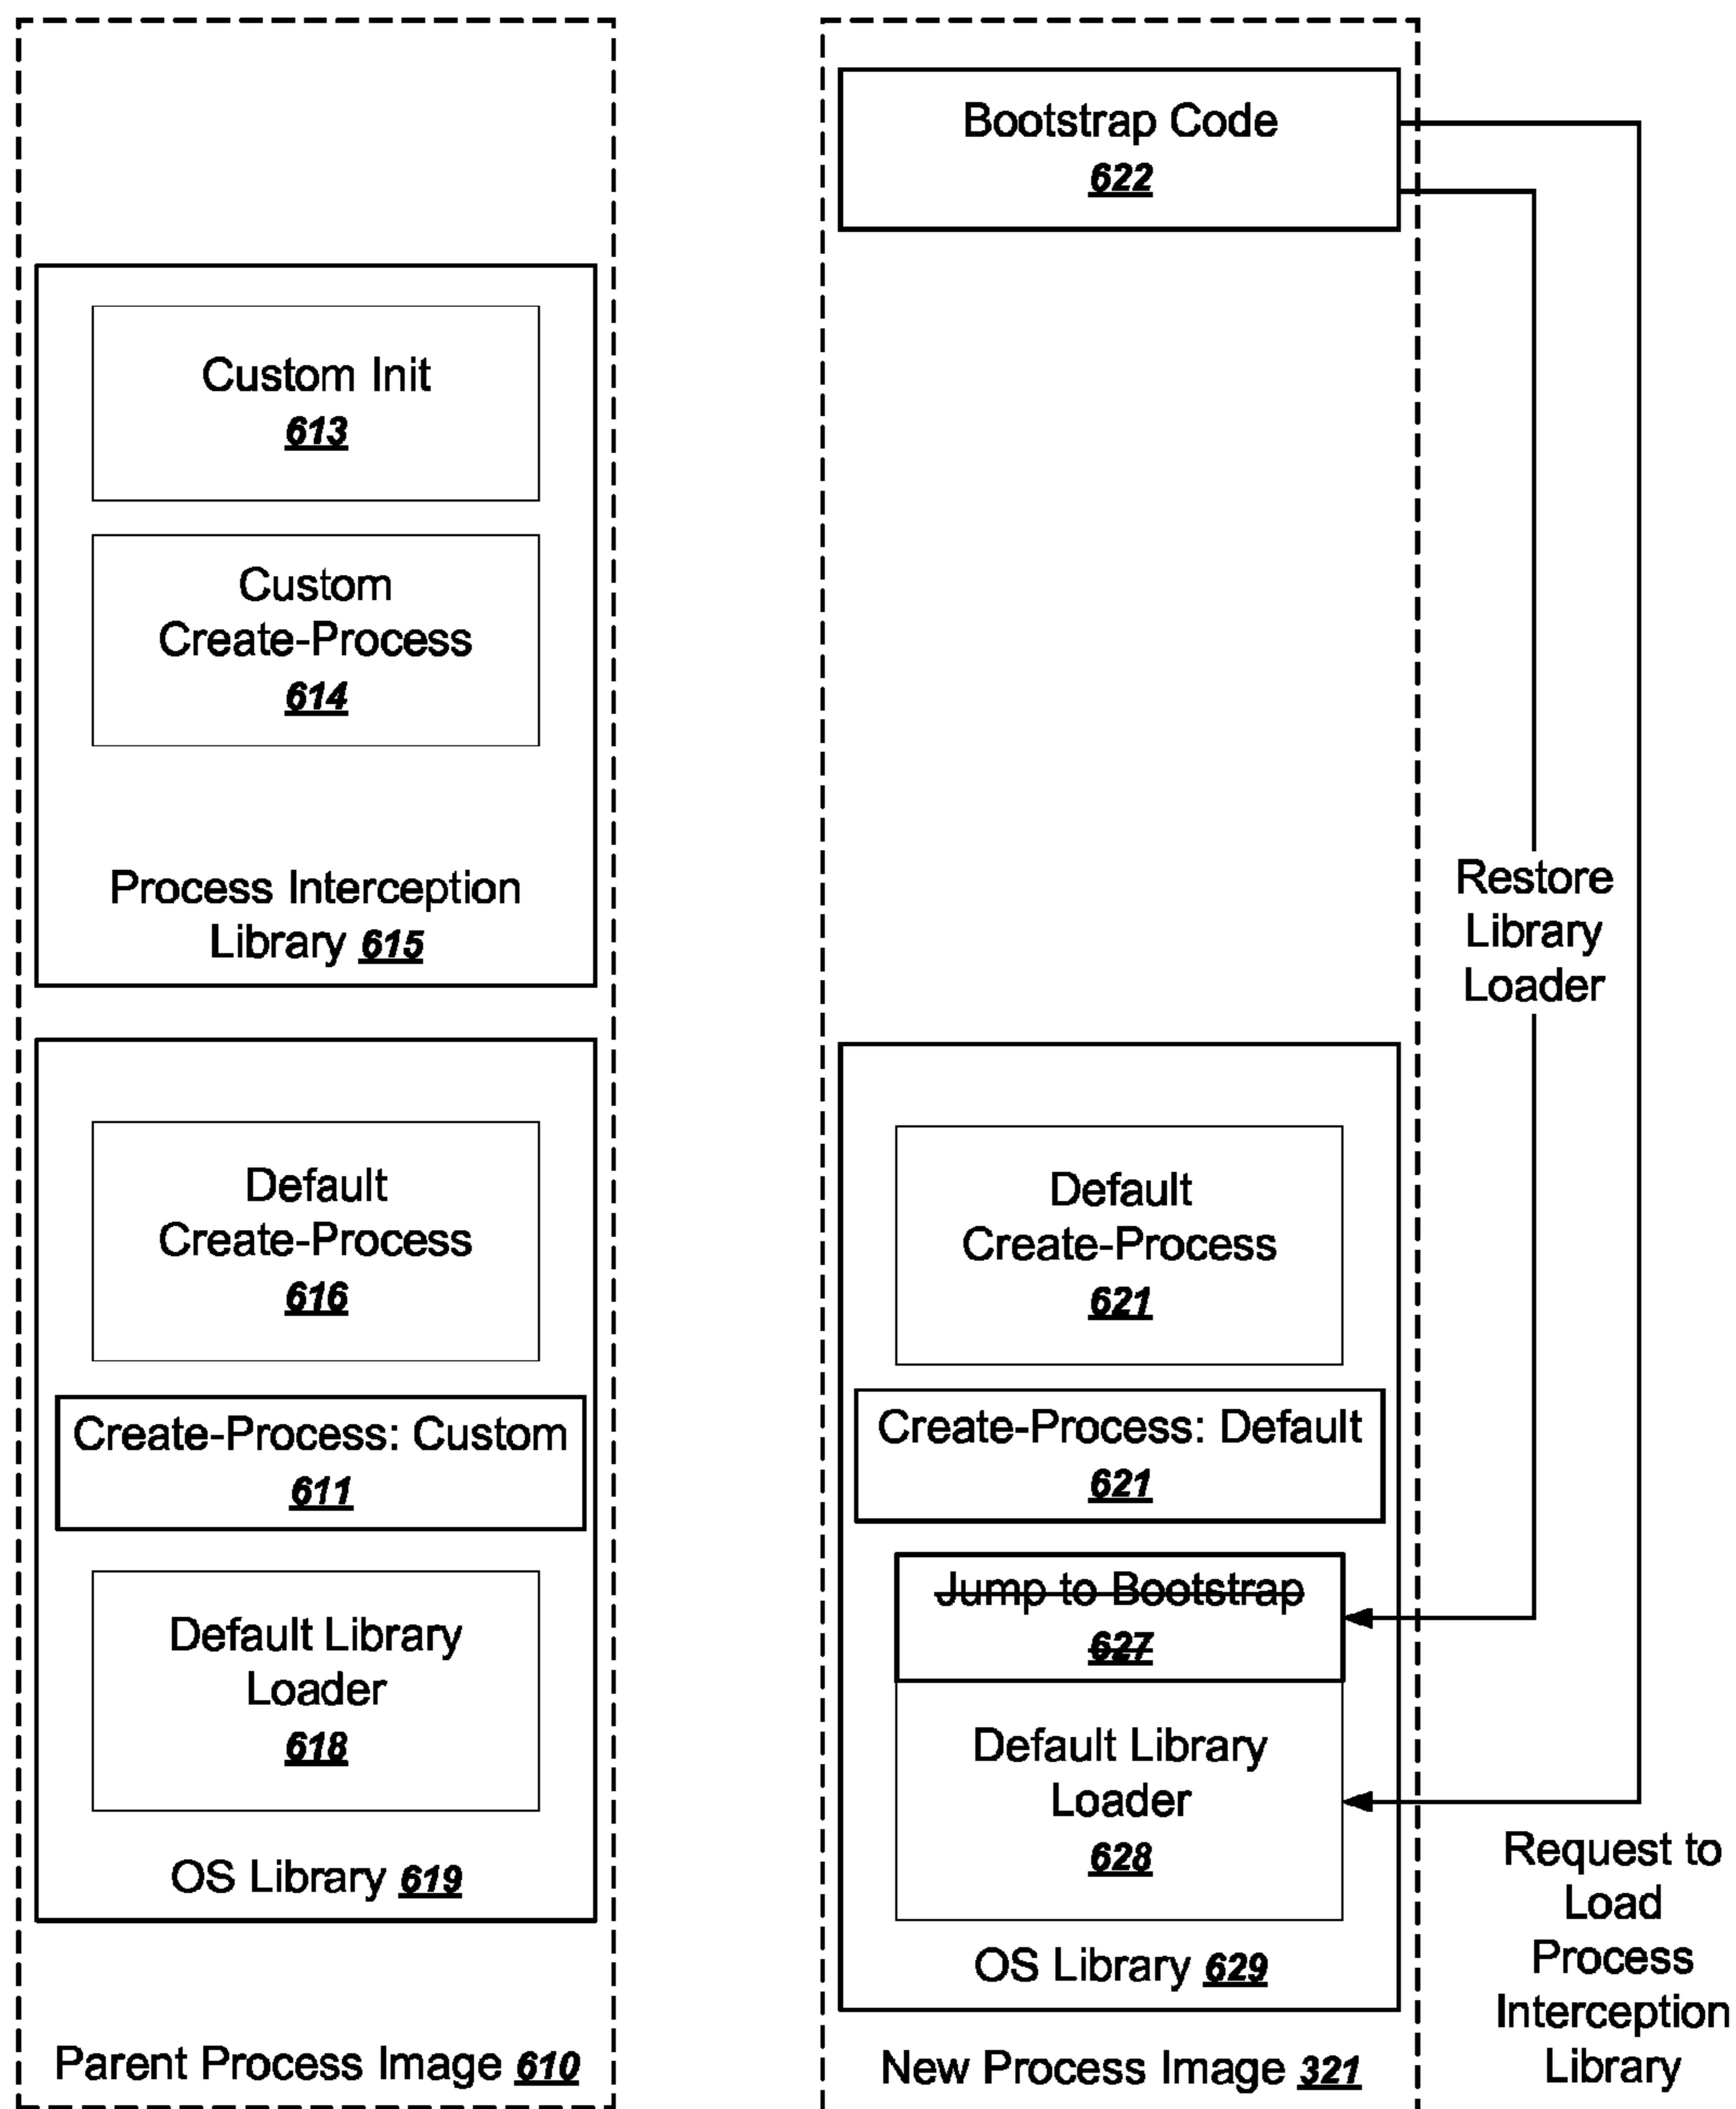 Custom Init
613
Custom
Create-Process
614
Process Interception
Library 615
Default
Create-Process
616
Create-Process: Custom
611
Default Library
Loader
618
OS Library 619
Parent Process Image 610
Bootstrap Code
622
Default
Create-Process
621
Create-Process: Default
621
Jump to Bootstrap
627
Default Library
Loader
628
OS Library 629
New Process Image 321
Restore
Library
Loader
Request to
Load
Process
Interception
Library